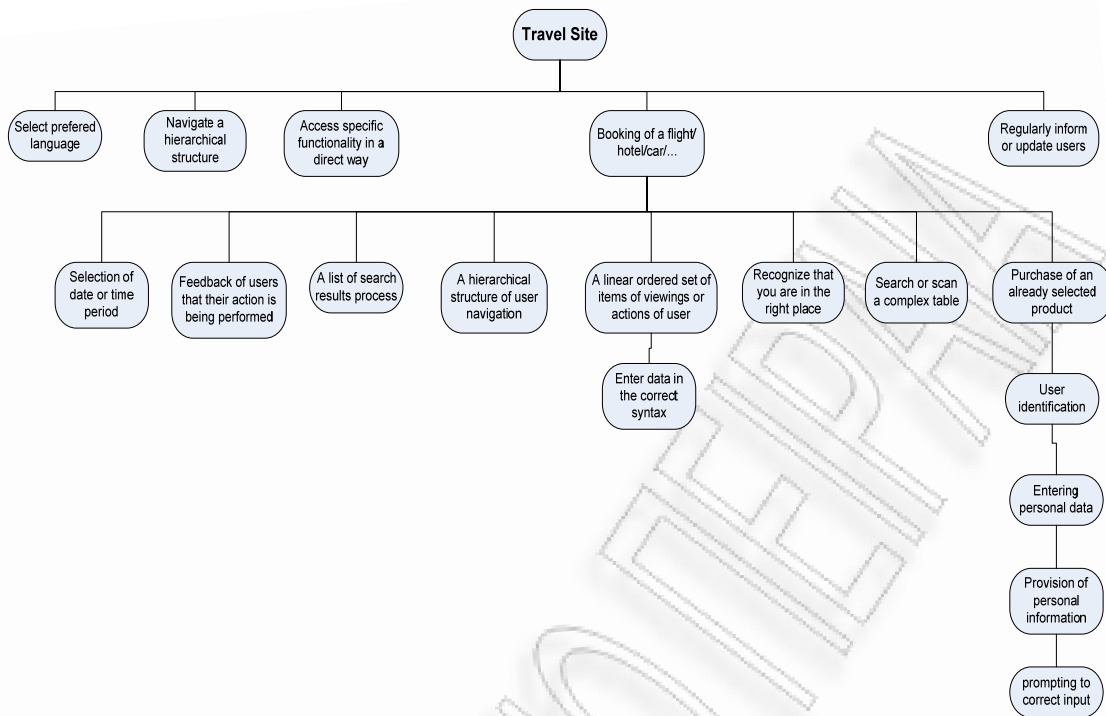 Travel Site
Select prefered
language
Navigate a
hierarchical
structure
Access specific
functionality in a
direct way
Booking of a flight/
hotel/car/...
Regularly inform
or update users
Selection of
date or time
period
Feedback of users
that their action is
being performed
A list of search
results process
A hierarchical
structure of user
navigation
A linear ordered set of
items of viewings or
actions of user
Recognize that
you are in the
right place
Search or scan
a complex table
Purchase of an
already selected
product
Enter data in
the correct
syntax
User
identification
Entering
personal data
Provision of
personal
information
prompting to
correct input